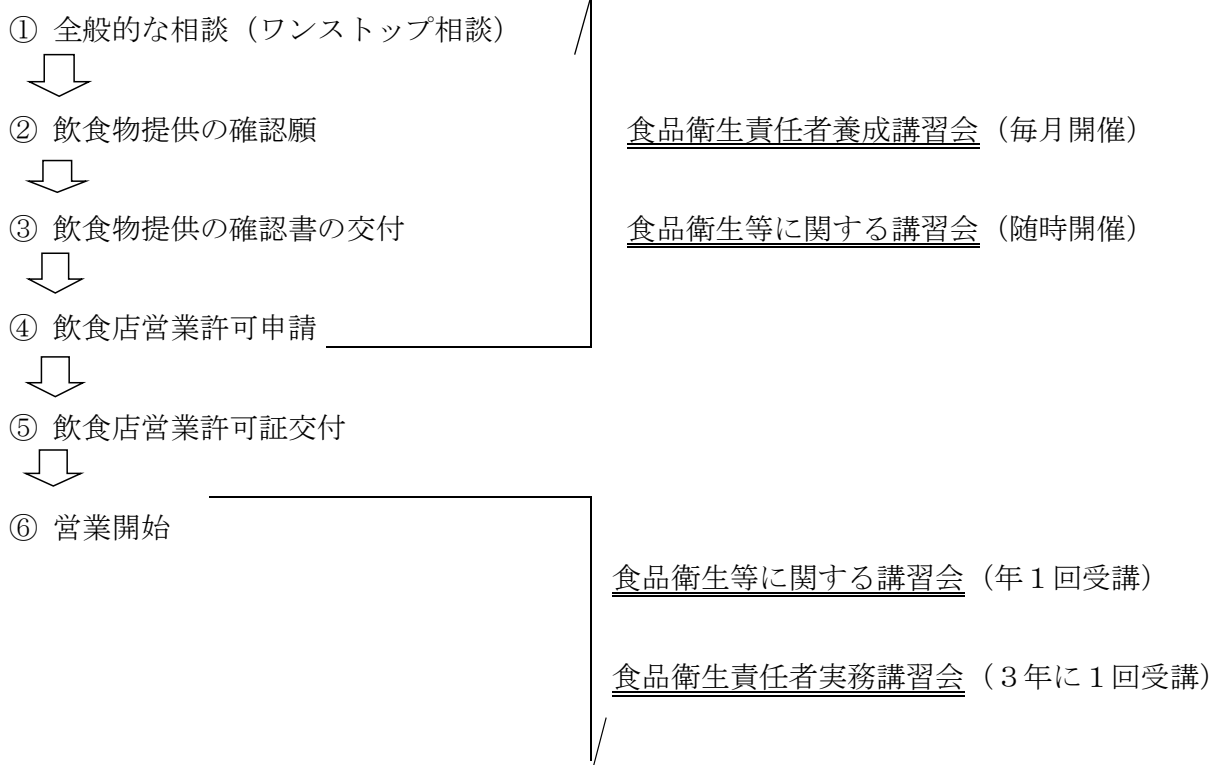 ① 全般的な相談（ワンストップ相談）
② 飲食物提供の確認願
食品衛生責任者養成講習会（毎月開催）
③ 飲食物提供の確認書の交付
食品衛生等に関する講習会（随時開催）
④ 飲食店営業許可申請
⑤ 飲食店営業許可証交付
⑥ 営業開始
食品衛生等に関する講習会（年１回受講）
食品衛生責任者実務講習会（３年に１回受講）